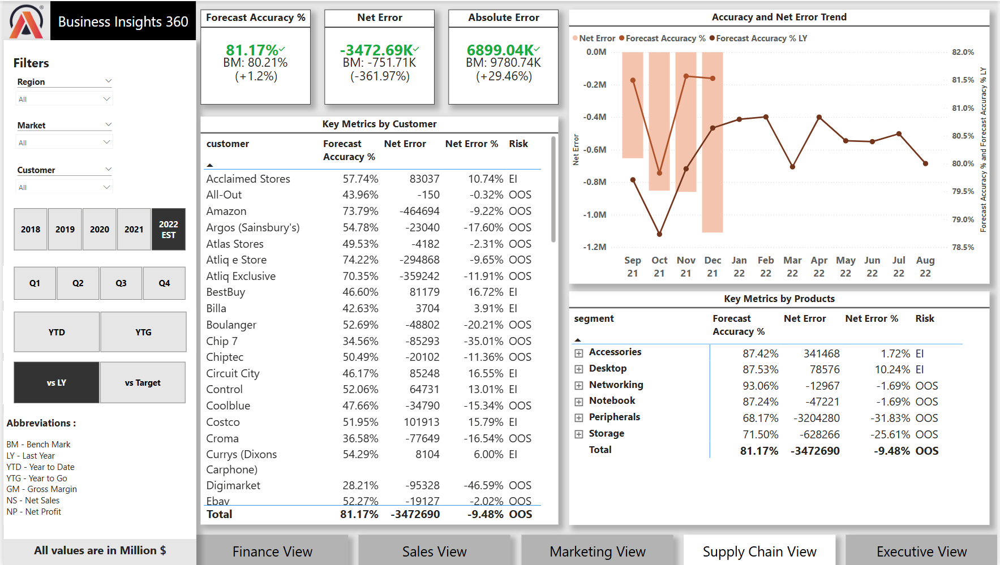 Business Insights 360
Filters
Region
All
Market
All
Customer
All
2018
2019
2020
2021
2022
EST
Q1
Q2
Q3
Q4
YTD
YTG
vs LY
vs Target
Abbreviations :
BM - Bench Mark
LY - Last Year
YTD - Year to Date
YTG - Year to Go
GM - Gross Margin
NS - Net Sales
NP - Net Profit
All values are in Million $
Forecast Accuracy %
81.17%
BM: 80.21%
(+1.2%)
Net Error
-3472.69K
BM: -751.71K
(-361.97%)
Absolute Error
6899.04K
BM: 9780.74K
(+29.46%)
Key Metrics by Customer
customer Forecast Accuracy % Net Error Net Error % Risk
Acclaimed Stores 57.74% 83037 10.74% EI
All-Out 43.96% -150 -0.32% OOS
Amazon 73.79% -464694 -9.22% OOS
Argos (Sainsbury's) 54.78% -23040 -17.60% OOS
Atlas Stores 49.53% -4182 -2.31% OOS
Atliq e Store 74.22% -294868 -9.65% OOS
Atliq Exclusive 70.35% -359242 -11.91% OOS
BestBuy 46.60% 81179 16.72% EI
Billa 42.63% 3704 3.91% EI
Boulanger 52.69% -48802 -20.21% OOS
Chip 7 34.56% -85293 -35.01% OOS
Chiptec 50.49% -20102 -11.36% OOS
Circuit City 46.17% 85248 16.55% EI
Control 52.06% 64731 13.01% EI
Coolblue 47.66% -34790 -15.34% OOS
Costco 51.95% 101913 15.79% EI
Croma 36.58% -77649 -16.54% OOS
Currys (Dixons 54.29% 8104 6.00% EI
Carphone)
Digimarket 28.21% -95328 -46.59% OOS
Ebay 52.27% -19127 -2.02% OOS
Total 81.17% -3472690 -9.48% OOS
Accuracy and Net Error Trend
Net Error Forecast Accuracy % Forecast Accuracy % LY
Net Error
0.0M
-0.2M
-0.4M
-0.6M
-0.8M
-1.0M
-1.2M
82.0%
81.5%
81.0%
80.5%
80.0%
79.5%
79.0%
78.5%
Forecast Accuracy % and Forecast Accuracy % LY
Sep Oct Nov Dec Jan Feb Mar Apr May Jun Jul Aug
21 21 21 21 22 22 22 22 22 22 22 22
Key Metrics by Products
segment Forecast Accuracy % Net Error Net Error % Risk
Accessories 87.42% 341468 1.72% EI
Desktop 87.53% 78576 10.24% EI
Networking 93.06% -12967 -1.69% OOS
Notebook 87.24% -47221 -1.69% OOS
Peripherals 68.17% -3204280 -31.83% OOS
Storage 71.50% -628266 -25.61% OOS
Total 81.17% -3472690 -9.48% OOS
Finance View
Sales View
Marketing View
Supply Chain View
Executive View